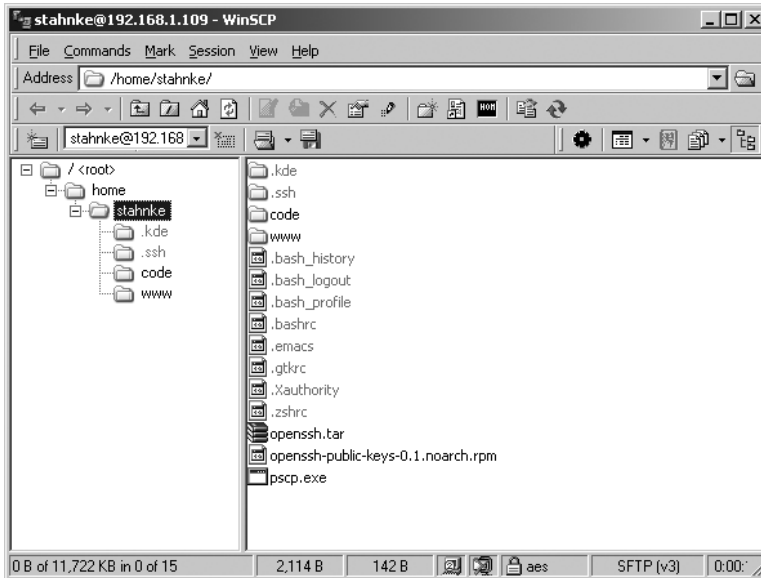 stahnke@192.168.1.109 - WinSCP
File Commands Mark Session View Help
Address /home/stahnke/
stahnke@192.168
/ <root>
home
stahnke
.kde
.ssh
code
www
.kde
.ssh
code
www
.bash_history
.bash_logout
.bash_profile
.bashrc
.emacs
.gtkrc
.Xauthority
.zshrc
openssh.tar
openssh-public-keys-0.1.noarch.rpm
pscp.exe
0 B of 11,722 KB in 0 of 15 2,114 B 142 B aes SFTP (v3) 0:00: